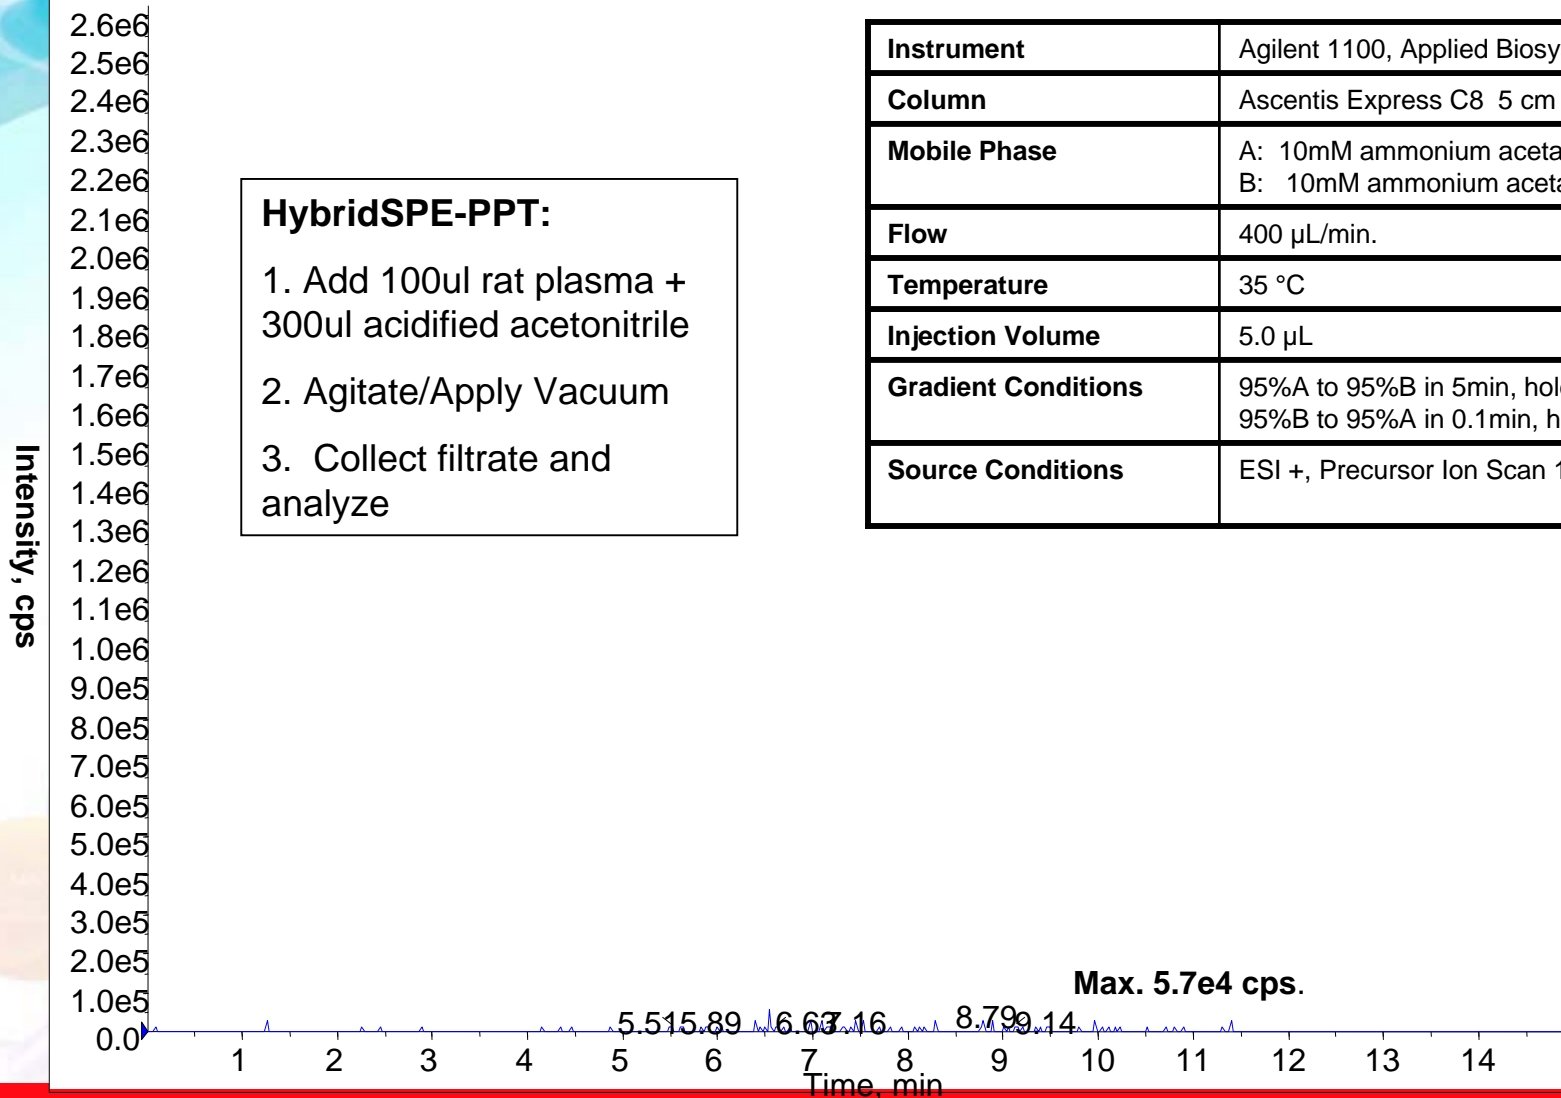 2.6e6
2.5e6
2.4e6
2.3e6
2.2e6
2.1e6
2.0e6
1.9e6
1.8e6
1.7e6
1.6e6
1.5e6
1.4e6
1.3e6
1.2e6
1.1e6
1.0e6
9.0e5
8.0e5
7.0e5
6.0e5
5.0e5
4.0e5
3.0e5
2.0e5
1.0e5
0.0
Intensity, cps
HybridSPE-PPT:
1. Add 100ul rat plasma +
300ul acidified acetonitrile
2. Agitate/Apply Vacuum
3. Collect filtrate and
analyze
Instrument Agilent 1100, Applied Biosy
Column Ascentis Express C8 5 cm
Mobile Phase A: 10mM ammonium aceta
B: 10mM ammonium aceta
Flow 400 µL/min.
Temperature 35 °C
Injection Volume 5.0 µL
Gradient Conditions 95%A to 95%B in 5min, hol
95%B to 95%A in 0.1min, h
Source Conditions ESI +, Precursor Ion Scan 1
Max. 5.7e4 cps.
5.51 5.89 6.63 7.16 8.79 9.14
1 2 3 4 5 6 7 8 9 10 11 12 13 14
Time, min